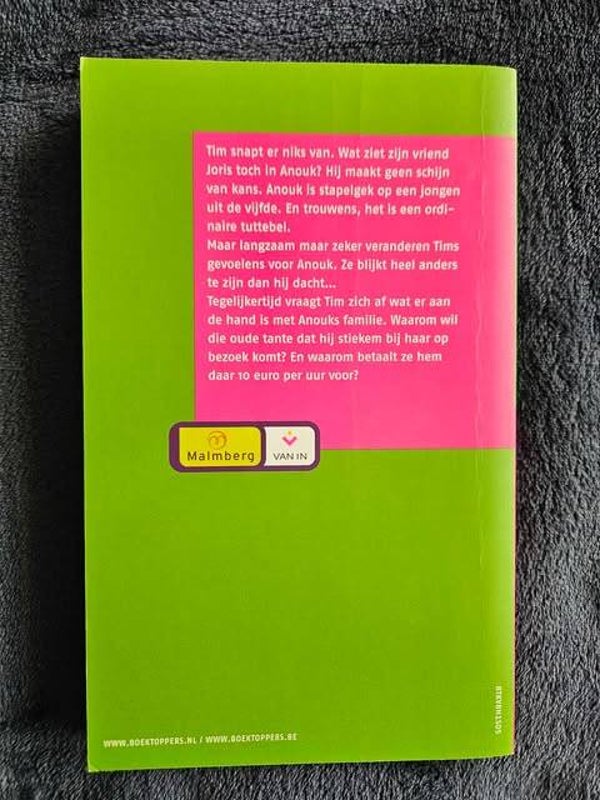 Tim snapt er niks van. Wat ziet zijn vriend
Joris toch in Anouk? Hij maakt geen schijn
van kans. Anouk is stapelgek op een jongen
uit de vijfde. En trouwens, het is een ordi-
naire tuttebel.
Maar langzaam maar zeker veranderen Tims
gevoelens voor Anouk. Ze blijkt heel anders
te zijn dan hij dacht...
Tegelijkertijd vraagt Tim zich af wat er aan
de hand is met Anouks familie. Waarom wil
die oude tante dat hij stiekem bij haar op
bezoek komt? En waarom betaalt ze hem
daar 10 euro per uur voor?
Malmberg
VAN IN
WWW.BOEKTOPPERS.NL / WWW.BOEKTOPPERS.BE